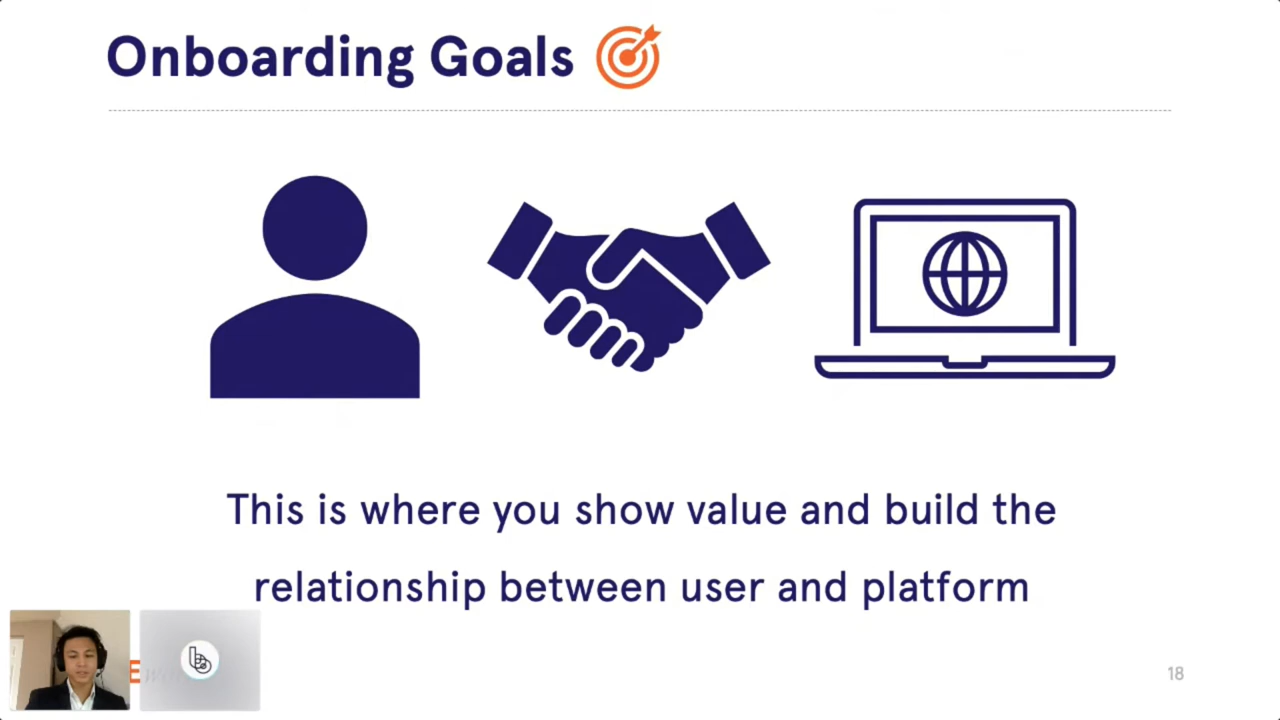 Onboarding Goals
This is where you show value and build the
relationship between user and platform
18